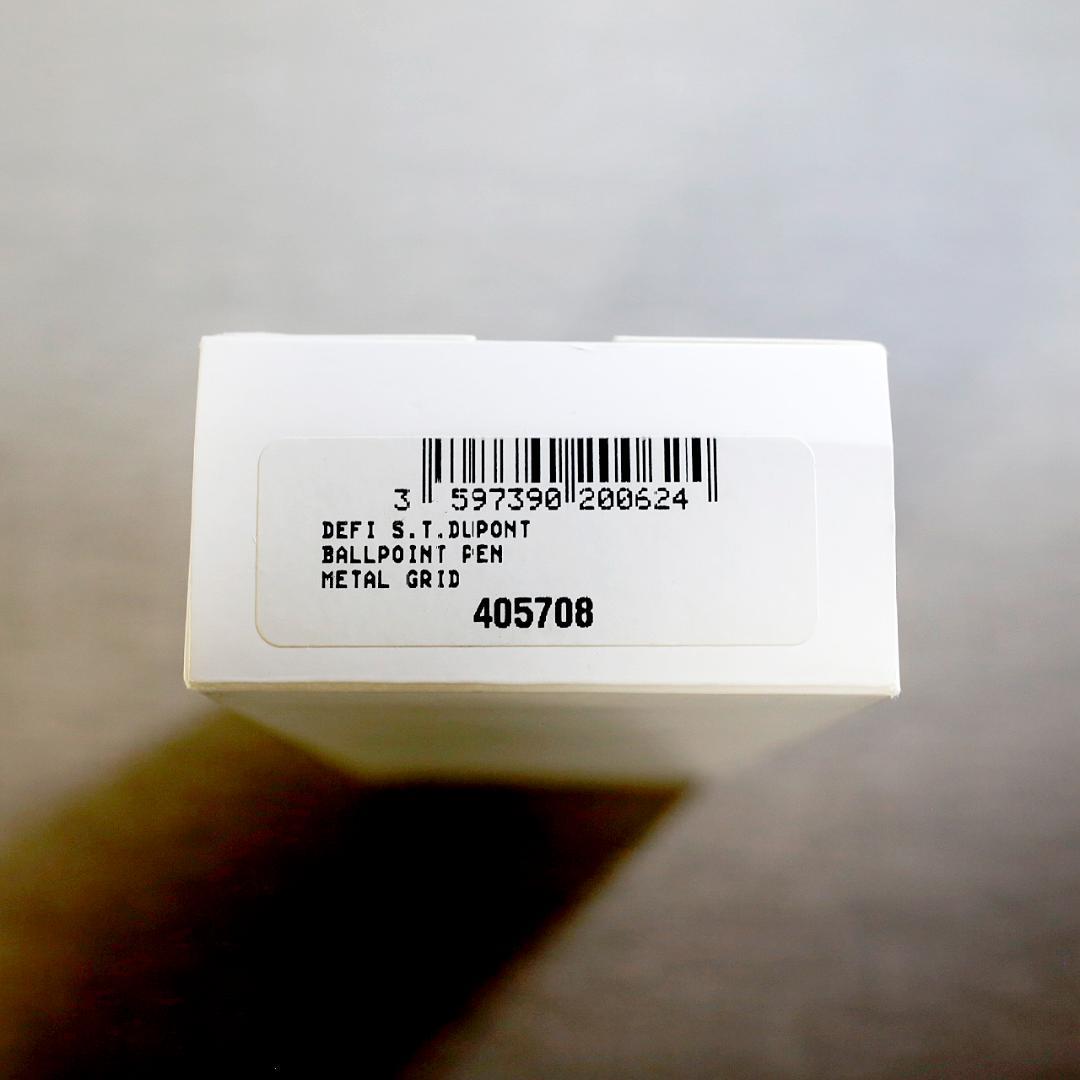 3 597390 200624
DEFI S.T.DUPONT
BALLPOINT PEN
METAL GRID
405708